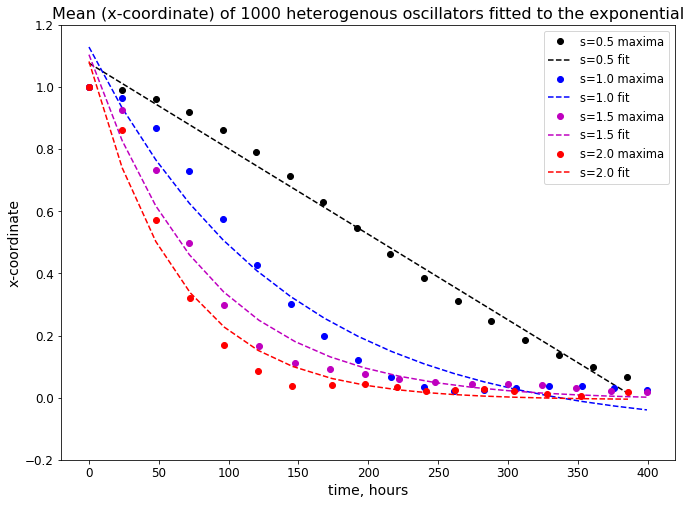 Mean (x-coordinate) of 1000 heterogenous oscillators fitted to the exponential
1.2
1.0
0.8
0.6
0.4
0.2
0.0
−0.2
x-coordinate
s=0.5 maxima
s=0.5 fit
s=1.0 maxima
s=1.0 fit
s=1.5 maxima
s=1.5 fit
s=2.0 maxima
s=2.0 fit
0 50 100 150 200 250 300 350 400
time, hours